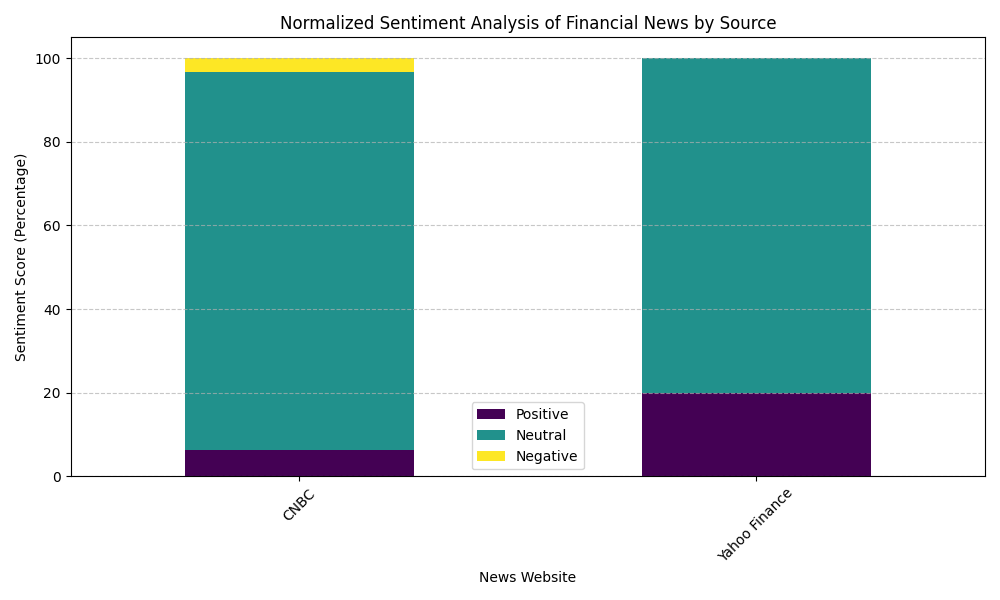 Normalized Sentiment Analysis of Financial News by Source
Sentiment Score (Percentage)
100
80
60
40
20
0
Positive
Neutral
Negative
CNBC
Yahoo Finance
News Website